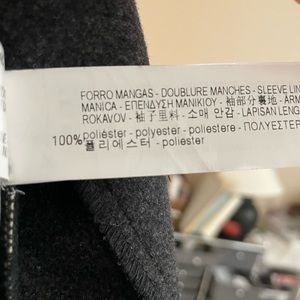 FORRO MANGAS - DOUBLURE MANCHES - SLEEVE LIN
MANICA - ΕΠΕΝΔΥΣΗ ΜΑΝΙΚΙΟΥ - 袖部分裏地 - ARM
ROKAVOV - 袖子里料 - 소매 안감 - LAPISAN LENG
100% poliéster - polyester - poliestere - ΠΟΛΥΕΣΤΕΡ
폴리에스터 - poliester